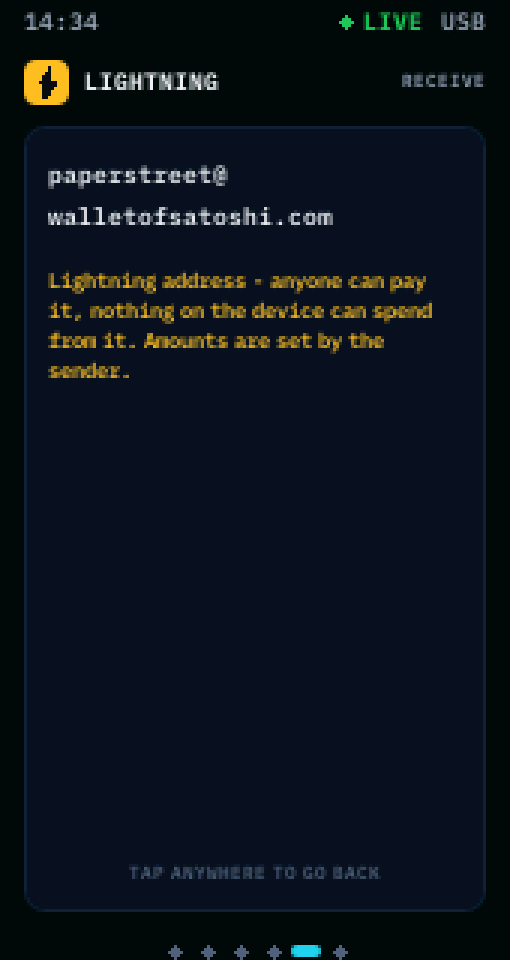 14:34 LIVE USB
LIGHTNING RECEIVE
paperstreet@
walletofsatoshi.com
Lightning address - anyone can pay
it, nothing on the device can spend
from it. Amounts are set by the
sender.
TAP ANYWHERE TO GO BACK